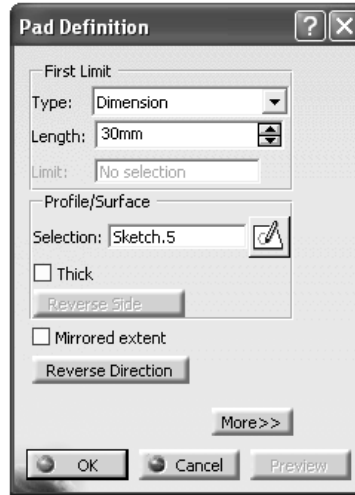 Pad Definition ? X
First Limit
Type: Dimension
Length: 30mm
Limit: No selection
Profile/Surface
Selection: Sketch.5
Thick
Reverse Side
Mirrored extent
Reverse Direction
More>>
OK Cancel Preview